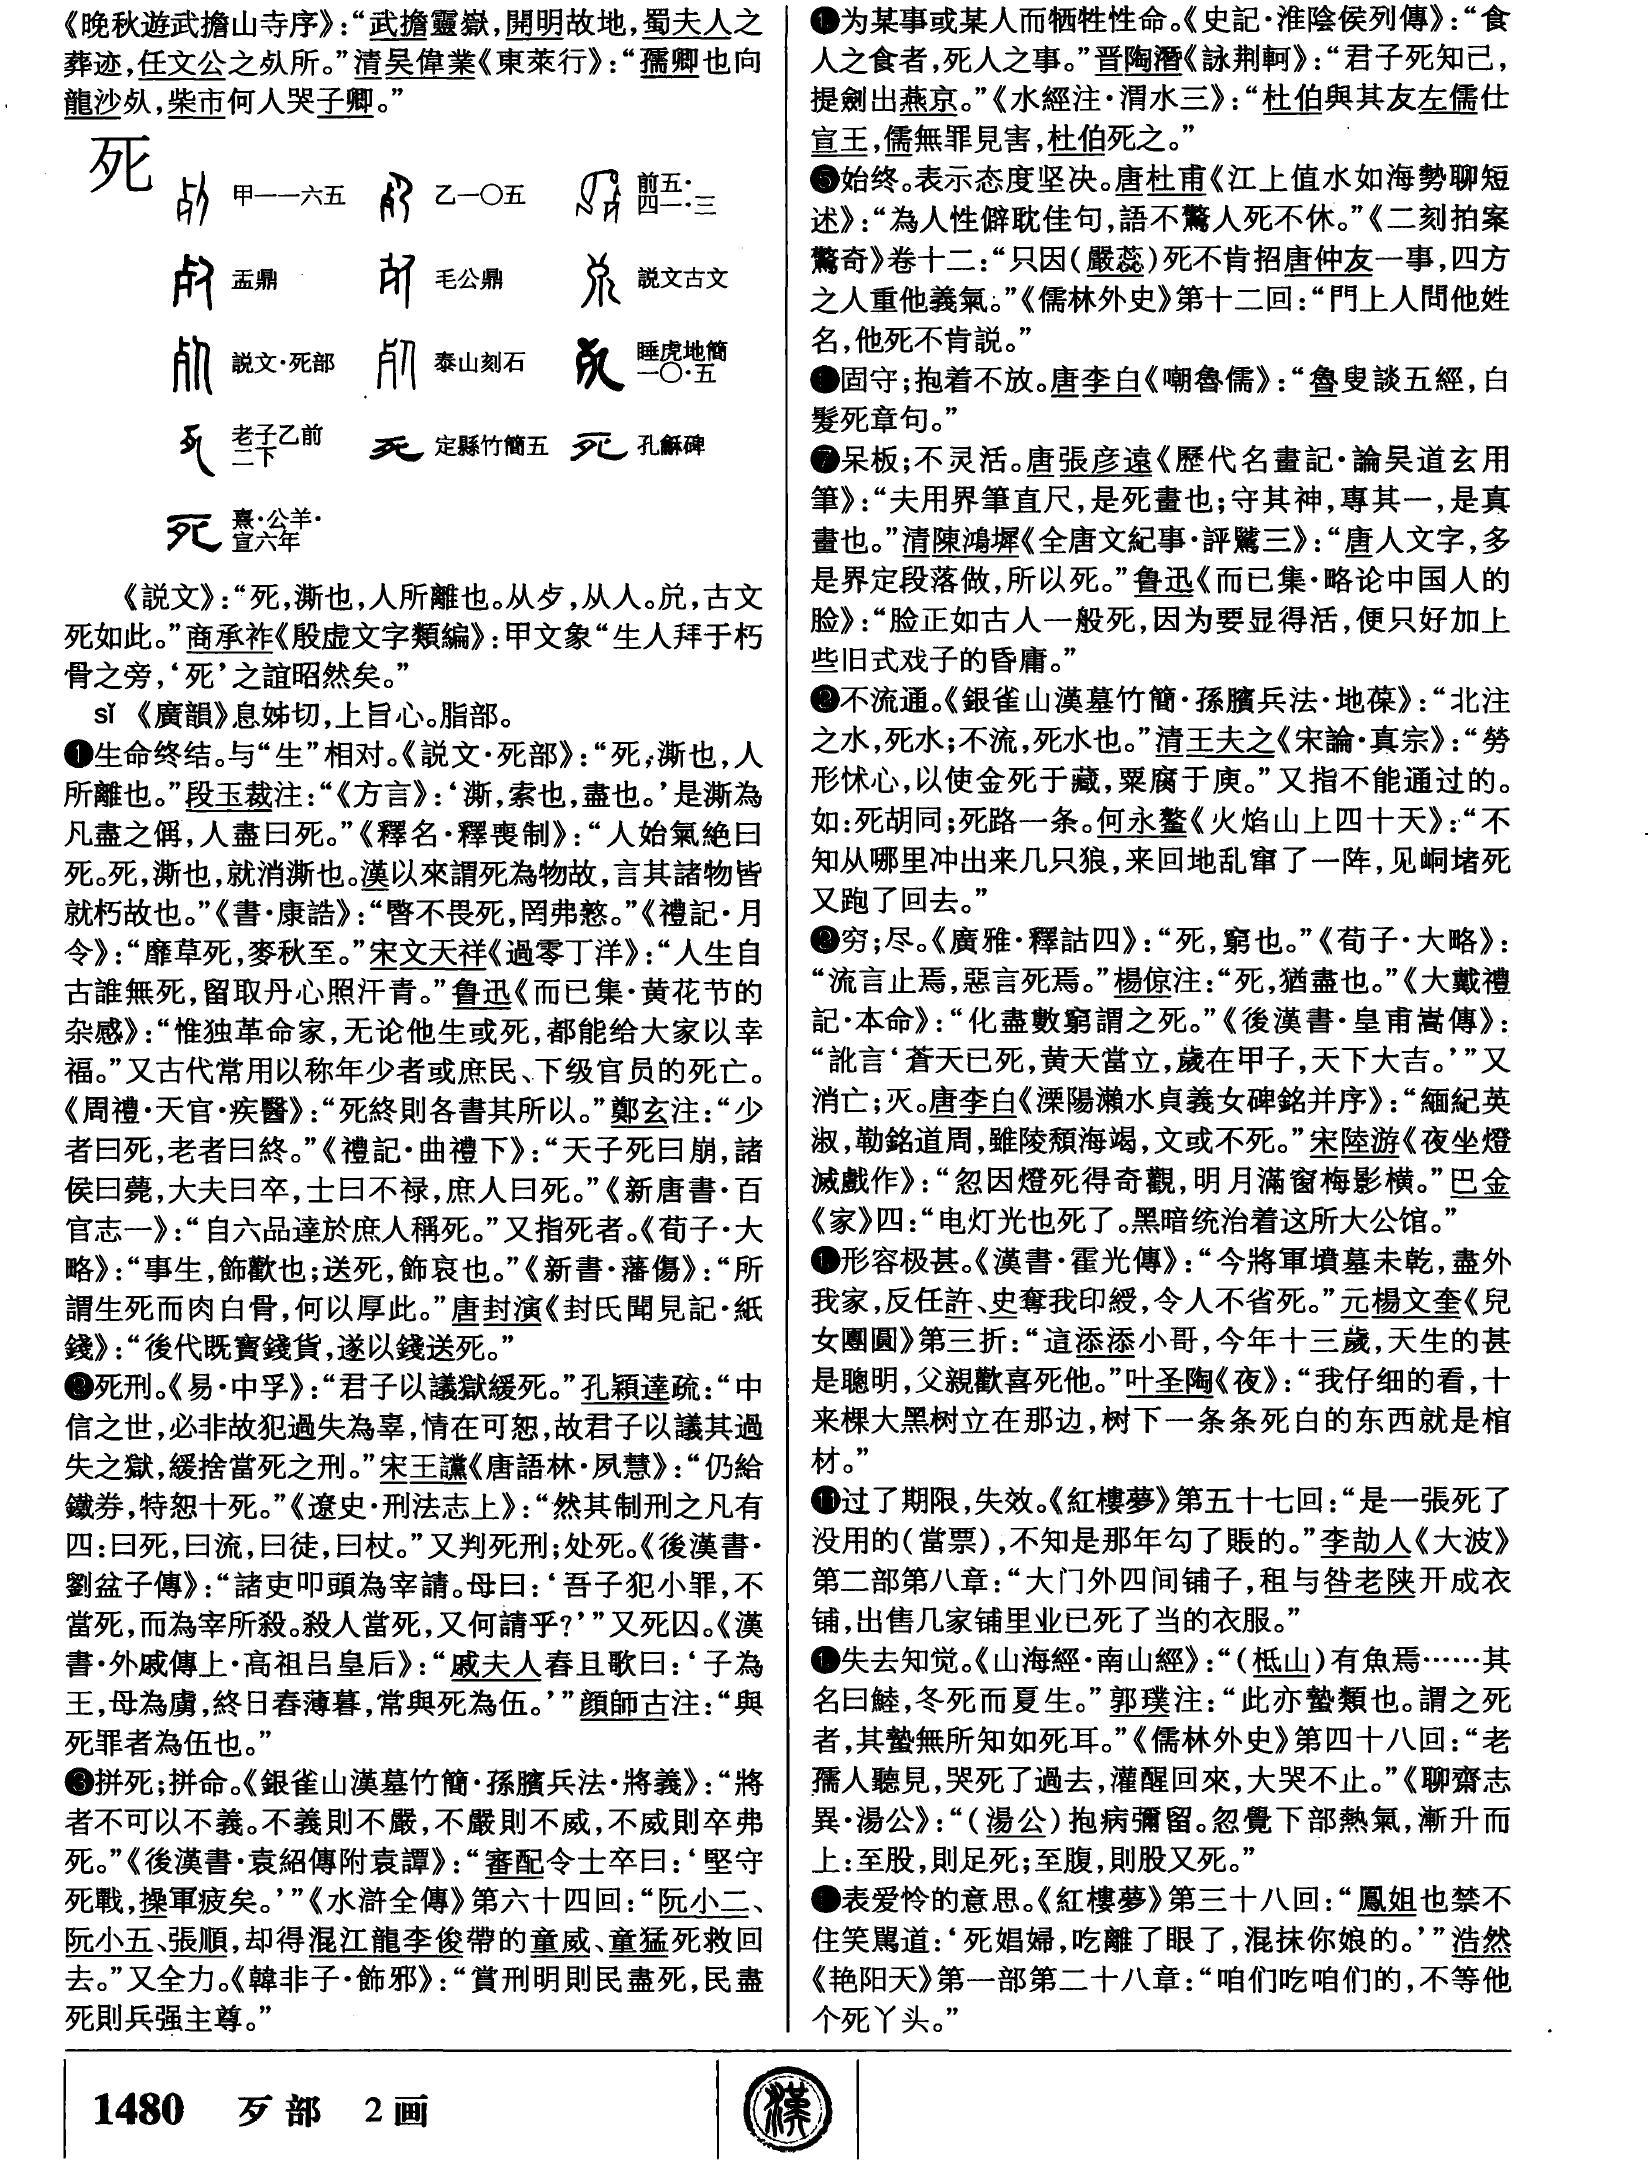 《晚秋遊武擔山寺序》：“武擔靈嶽，開明故地，蜀夫人之
葬迹，任文公之㱔所。”清吴偉業《東萊行》：“孺卿也向
龍沙㱔，柴市何人哭子卿。”
死
甲一一六五 乙一〇五 前五·四一·三
盂鼎 毛公鼎 説文古文
説文·死部 泰山刻石 睡虎地簡一〇·五
老子乙前二下 定縣竹簡五 孔龢碑
熹·公羊·宣六年
《説文》：“死，澌也，人所離也。从歺，从人。𠑾，古文
死如此。”商承祚《殷虚文字類編》：甲文象“生人拜于朽
骨之旁，‘死’之誼昭然矣。”
sǐ 《廣韻》息姊切，上旨心。脂部。
❶生命终结。与“生”相对。《説文·死部》：“死，澌也，人
所離也。”段玉裁注：“《方言》：‘澌，索也，盡也。’是澌為
凡盡之偁，人盡曰死。”《釋名·釋喪制》：“人始氣絶曰
死。死，澌也，就消澌也。漢以來謂死為物故，言其諸物皆
就朽故也。”《書·康誥》：“暋不畏死，罔弗憝。”《禮記·月
令》：“靡草死，麥秋至。”宋文天祥《過零丁洋》：“人生自
古誰無死，留取丹心照汗青。”鲁迅《而已集·黄花节的
杂感》：“惟独革命家，无论他生或死，都能给大家以幸
福。”又古代常用以称年少者或庶民、下级官员的死亡。
《周禮·天官·疾醫》：“死終則各書其所以。”鄭玄注：“少
者曰死，老者曰終。”《禮記·曲禮下》：“天子死曰崩，諸
侯曰薨，大夫曰卒，士曰不禄，庶人曰死。”《新唐書·百
官志一》：“自六品達於庶人稱死。”又指死者。《荀子·大
略》：“事生，飾歡也；送死，飾哀也。”《新書·藩傷》：“所
謂生死而肉白骨，何以厚此。”唐封演《封氏聞見記·紙
錢》：“後代既寶錢貨，遂以錢送死。”
❷死刑。《易·中孚》：“君子以議獄緩死。”孔穎達疏：“中
信之世，必非故犯過失為辜，情在可恕，故君子以議其過
失之獄，緩捨當死之刑。”宋王讜《唐語林·夙慧》：“仍給
鐵券，特恕十死。”《遼史·刑法志上》：“然其制刑之凡有
四：曰死，曰流，曰徒，曰杖。”又判死刑；处死。《後漢書·
劉盆子傳》：“諸吏叩頭為宰請。母曰：‘吾子犯小罪，不
當死，而為宰所殺。殺人當死，又何請乎？’”又死囚。《漢
書·外戚傳上·高祖吕皇后》：“戚夫人舂且歌曰：‘子為
王，母為虜，終日舂薄暮，常與死為伍。’”顔師古注：“與
死罪者為伍也。”
❸拼死；拼命。《銀雀山漢墓竹簡·孫臏兵法·將義》：“將
者不可以不義。不義則不嚴，不嚴則不威，不威則卒弗
死。”《後漢書·袁紹傳附袁譚》：“審配令士卒曰：‘堅守
死戰，操軍疲矣。’”《水滸全傳》第六十四回：“阮小二、
阮小五、張順，却得混江龍李俊帶的童威、童猛死救回
去。”又全力。《韓非子·飾邪》：“賞刑明則民盡死，民盡
死則兵强主尊。”
❹为某事或某人而牺牲性命。《史記·淮陰侯列傳》：“食
人之食者，死人之事。”晋陶潛《詠荆軻》：“君子死知己，
提劍出燕京。”《水經注·渭水三》：“杜伯與其友左儒仕
宣王，儒無罪見害，杜伯死之。”
❺始终。表示态度坚决。唐杜甫《江上值水如海勢聊短
述》：“為人性僻耽佳句，語不驚人死不休。”《二刻拍案
驚奇》卷十二：“只因（嚴蕊）死不肯招唐仲友一事，四方
之人重他義氣。”《儒林外史》第十二回：“門上人問他姓
名，他死不肯説。”
❻固守；抱着不放。唐李白《嘲魯儒》：“魯叟談五經，白
髮死章句。”
❼呆板；不灵活。唐張彦遠《歷代名畫記·論吴道玄用
筆》：“夫用界筆直尺，是死畫也；守其神，專其一，是真
畫也。”清陳鴻墀《全唐文紀事·評騭三》：“唐人文字，多
是界定段落做，所以死。”鲁迅《而已集·略论中国人的
脸》：“脸正如古人一般死，因为要显得活，便只好加上
些旧式戏子的昏庸。”
❽不流通。《銀雀山漢墓竹簡·孫臏兵法·地葆》：“北注
之水，死水；不流，死水也。”清王夫之《宋論·真宗》：“勞
形怵心，以使金死于藏，粟腐于庾。”又指不能通过的。
如：死胡同；死路一条。何永鳌《火焰山上四十天》：“不
知从哪里冲出来几只狼，来回地乱窜了一阵，见峒堵死
又跑了回去。”
❾穷；尽。《廣雅·釋詁四》：“死，窮也。”《荀子·大略》：
“流言止焉，惡言死焉。”楊倞注：“死，猶盡也。”《大戴禮
記·本命》：“化盡數窮謂之死。”《後漢書·皇甫嵩傳》：
“訛言‘蒼天已死，黄天當立，歲在甲子，天下大吉。’”又
消亡；灭。唐李白《溧陽瀨水貞義女碑銘并序》：“緬紀英
淑，勒銘道周，雖陵頽海竭，文或不死。”宋陸游《夜坐燈
滅戲作》：“忽因燈死得奇觀，明月滿窗梅影横。”巴金
《家》四：“电灯光也死了。黑暗统治着这所大公馆。”
❿形容极甚。《漢書·霍光傳》：“今將軍墳墓未乾，盡外
我家，反任許、史奪我印綬，令人不省死。”元楊文奎《兒
女團圓》第三折：“這添添小哥，今年十三歲，天生的甚
是聰明，父親歡喜死他。”叶圣陶《夜》：“我仔细的看，十
来棵大黑树立在那边，树下一条条死白的东西就是棺
材。”
⓫过了期限，失效。《紅樓夢》第五十七回：“是一張死了
没用的（當票），不知是那年勾了賬的。”李劼人《大波》
第二部第八章：“大门外四间铺子，租与昝老陕开成衣
铺，出售几家铺里业已死了当的衣服。”
⓬失去知觉。《山海經·南山經》：“（柢山）有魚焉……其
名曰鯥，冬死而夏生。”郭璞注：“此亦蟄類也。謂之死
者，其蟄無所知如死耳。”《儒林外史》第四十八回：“老
孺人聽見，哭死了過去，灌醒回來，大哭不止。”《聊齋志
異·湯公》：“（湯公）抱病彌留。忽覺下部熱氣，漸升而
上：至股，則足死；至腹，則股又死。”
⓭表爱怜的意思。《紅樓夢》第三十八回：“鳳姐也禁不
住笑駡道：‘死娼婦，吃離了眼了，混抹你娘的。’”浩然
《艳阳天》第一部第二十八章：“咱们吃咱们的，不等他
个死丫头。”
1480 歹部 2画
漢